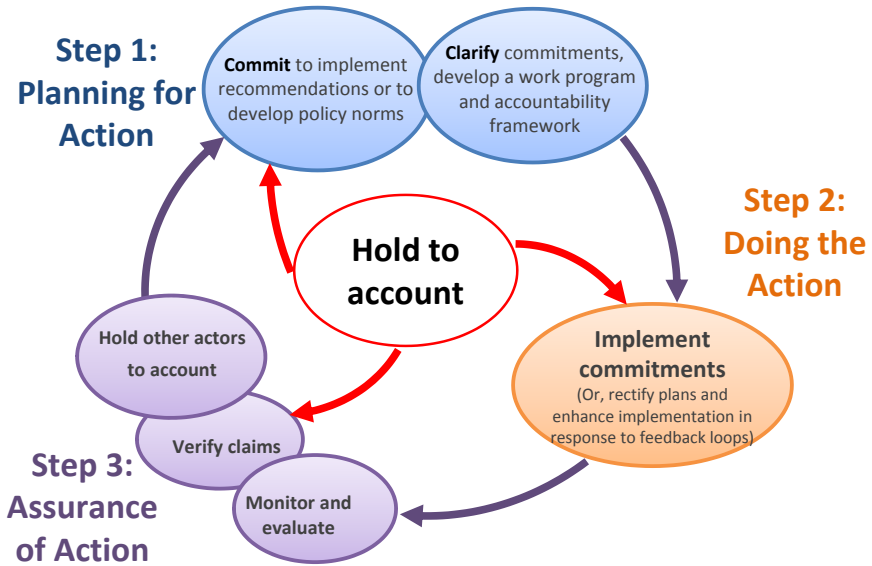 Step 1:
Planning for
Action
Commit to implement
recommendations or to
develop policy norms
Clarify commitments,
develop a work program
and accountability
framework
Step 2:
Doing the
Action
Hold to
account
Implement
commitments
(Or, rectify plans and
enhance implementation in
response to feedback loops)
Hold other actors
to account
Verify claims
Monitor and
evaluate
Step 3:
Assurance
of Action